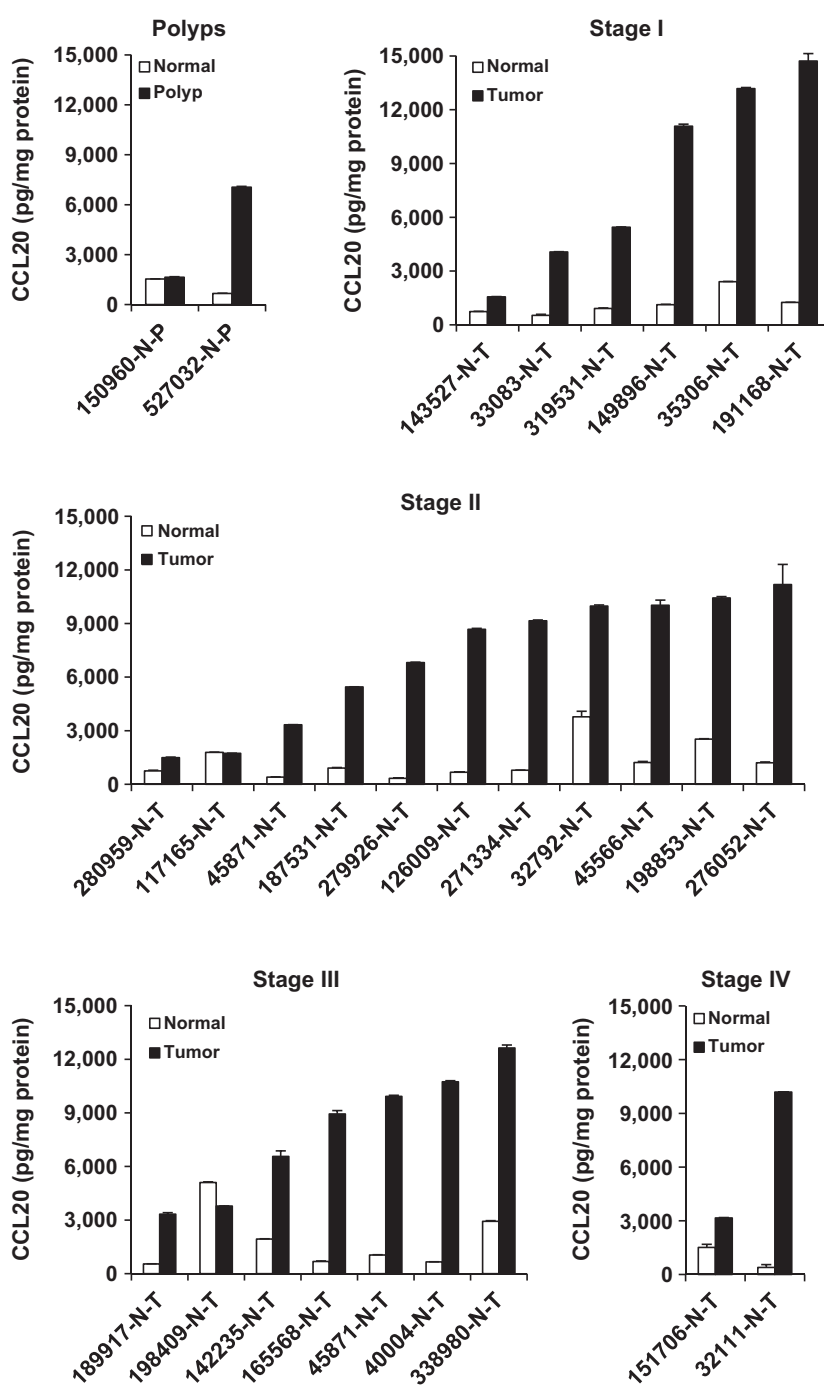 Polyps
15,000
12,000
9,000
6,000
3,000
0
CCL20 (pg/mg protein)
Normal
Polyp
150960-N-P
527032-N-P
Stage I
15,000
12,000
9,000
6,000
3,000
0
CCL20 (pg/mg protein)
Normal
Tumor
143527-N-T
33083-N-T
319531-N-T
149896-N-T
35306-N-T
191168-N-T
Stage II
15,000
12,000
9,000
6,000
3,000
0
CCL20 (pg/mg protein)
Normal
Tumor
280959-N-T
117165-N-T
45871-N-T
187531-N-T
279926-N-T
126009-N-T
271334-N-T
32792-N-T
45566-N-T
198853-N-T
276052-N-T
Stage III
15,000
12,000
9,000
6,000
3,000
0
CCL20 (pg/mg protein)
Normal
Tumor
189917-N-T
198409-N-T
142235-N-T
165568-N-T
45871-N-T
40004-N-T
338980-N-T
Stage IV
15,000
12,000
9,000
6,000
3,000
0
CCL20 (pg/mg protein)
Normal
Tumor
151706-N-T
32111-N-T